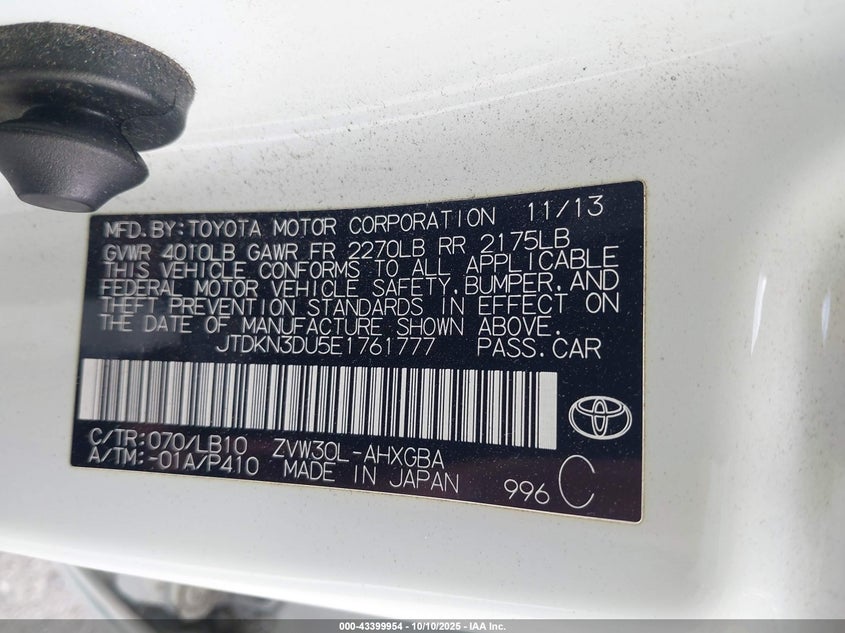 MFD.BY:TOYOTA MOTOR CORPORATION 11/13
GVWR 4010LB GAWR FR 2270LB RR 2175LB
THIS VEHICLE CONFORMS TO ALL APPLICABLE
FEDERAL MOTOR VEHICLE SAFETY,BUMPER,AND
THEFT PREVENTION STANDARDS IN EFFECT ON
THE DATE OF MANUFACTURE SHOWN ABOVE.
JTDKN3DU5E1761777 PASS.CAR
C/TR:070/LB10 ZVW30L-AHXGBA
A/TM:-01A/P410 MADE IN JAPAN 996 C
000-43399954 - 10/10/2025 - IAA Inc.